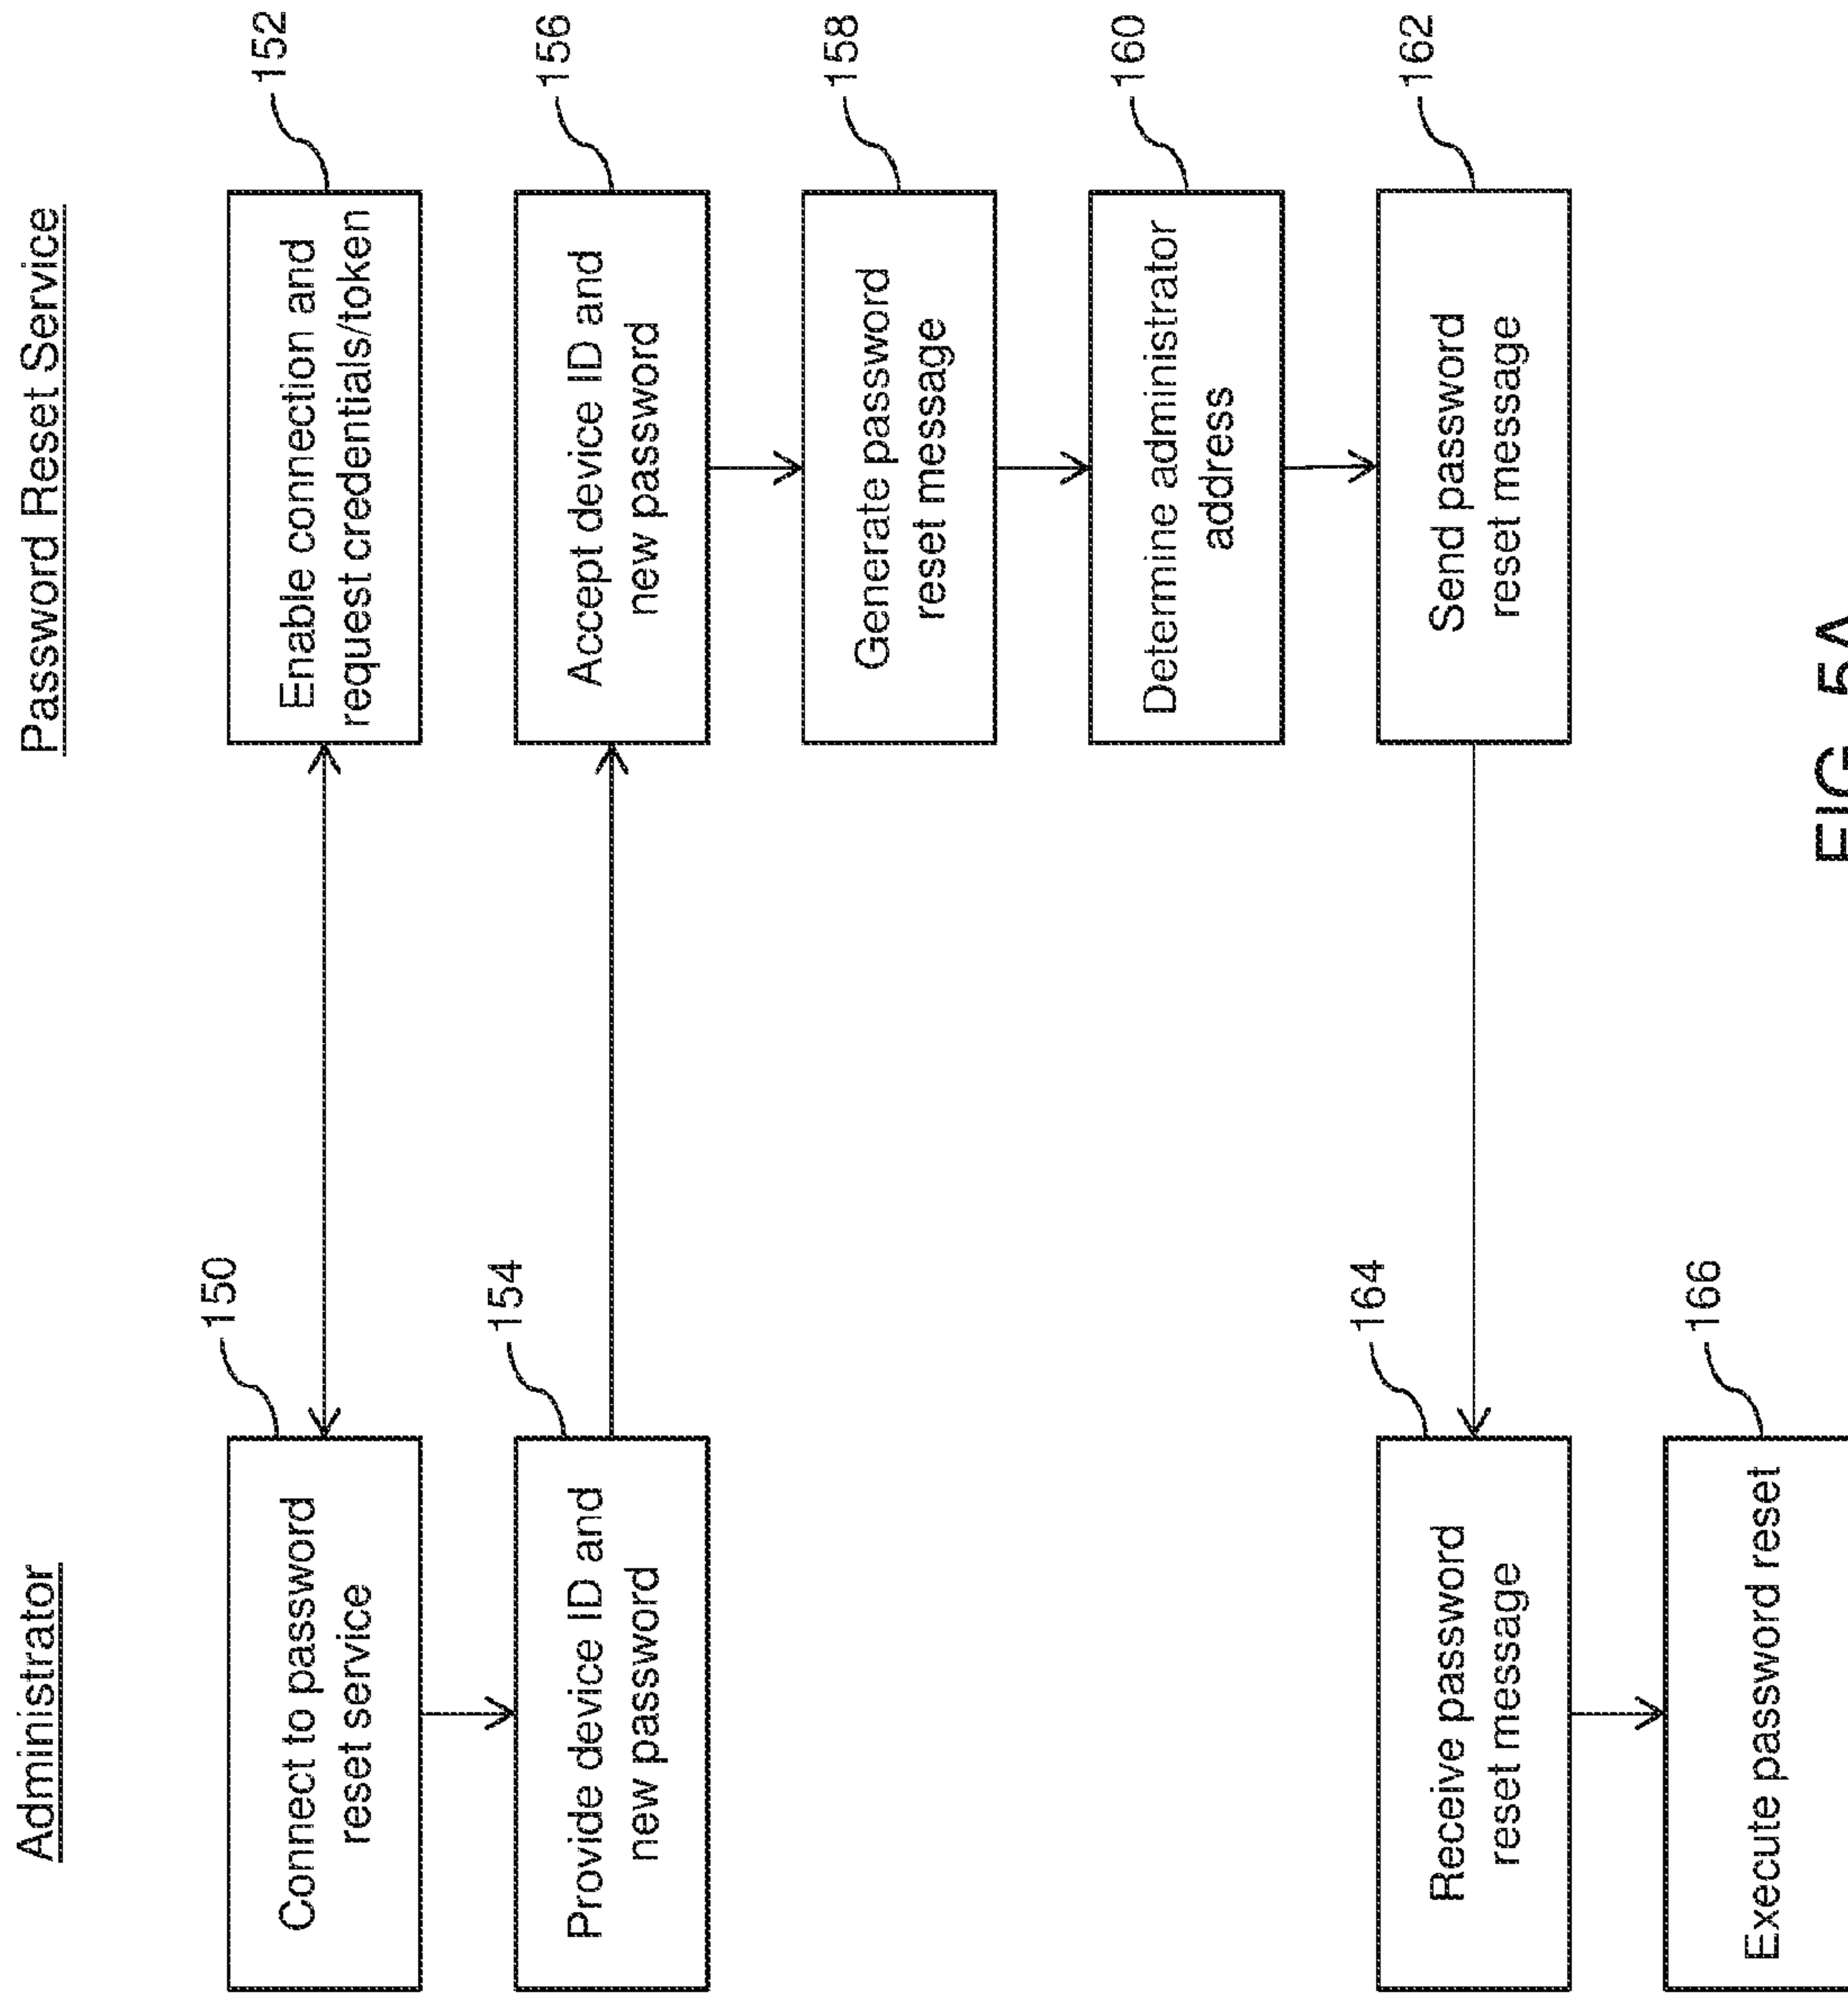 Administrator
Password Reset Service
150
Connect to password
reset service
152
Enable connection and
request credentials/token
154
Provide device ID and
new password
156
Accept device ID and
new password
158
Generate password
reset message
160
Determine administrator
address
162
Send password
reset message
164
Receive password
reset message
166
Execute password reset
FIG. 5A